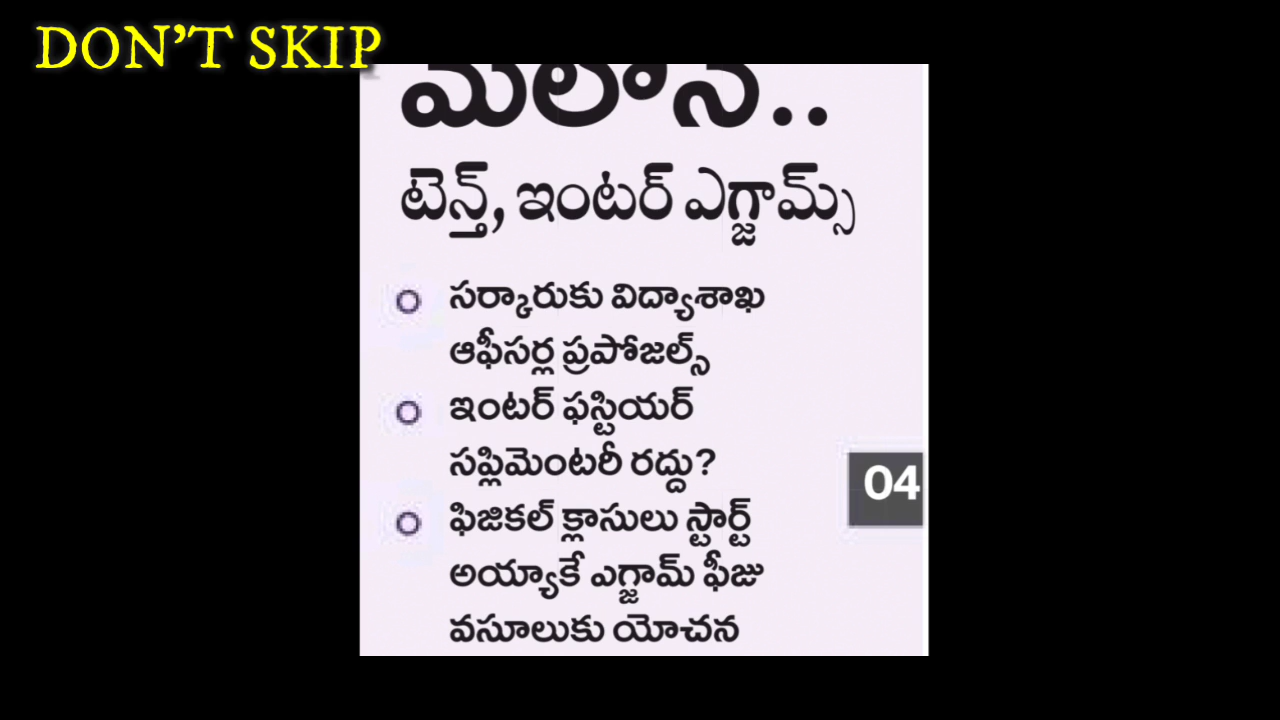 DON'T SKIP
టెన్త్, ఇంటర్ ఎగ్జామ్స్
సర్కారుకు విద్యాశాఖ
ఆఫీసర్ల ప్రపోజల్స్
ఇంటర్ ఫస్టియర్
సప్లిమెంటరీ రద్దు?
04
ఫిజికల్ క్లాసులు స్టార్ట్
అయ్యాకే ఎగ్జామ్ ఫీజు
వసూలుకు యోచన